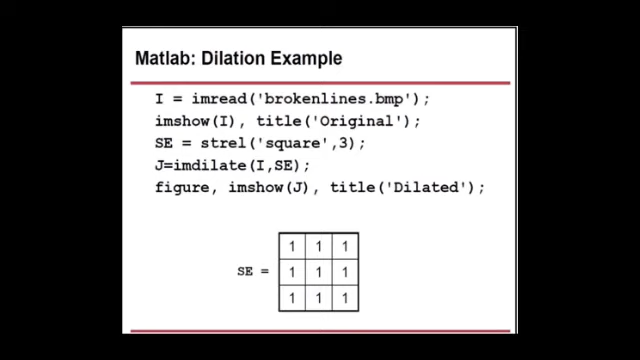 Matlab: Dilation Example
I = imread('brokenlines.bmp');
imshow(I), title('Original');
SE = strel('square',3);
J=imdilate(I,SE);
figure, imshow(J), title('Dilated');
1 1 1
SE = 1 1 1
1 1 1